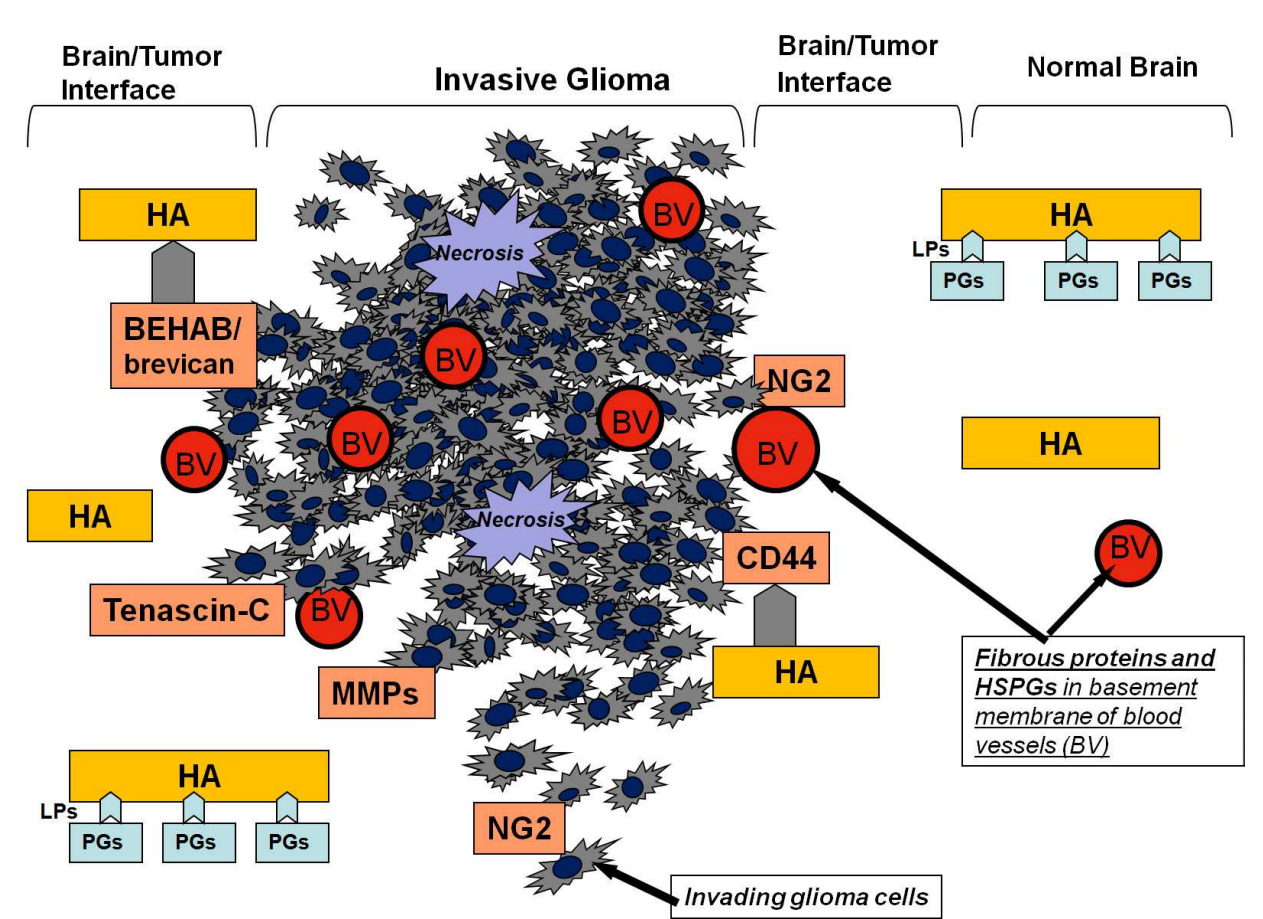 Brain/Tumor
Interface
Invasive Glioma
Brain/Tumor
Interface
Normal Brain
HA
BEHAB/
brevican
BV
HA
Tenascin-C
BV
MMPs
HA
LPs
PGs PGs PGs
Necrosis
BV
BV
BV
BV
Necrosis
NG2
Invading glioma cells
NG2
BV
CD44
HA
HA
LPs
PGs PGs PGs
HA
BV
Fibrous proteins and
HSPGs in basement
membrane of blood
vessels (BV)